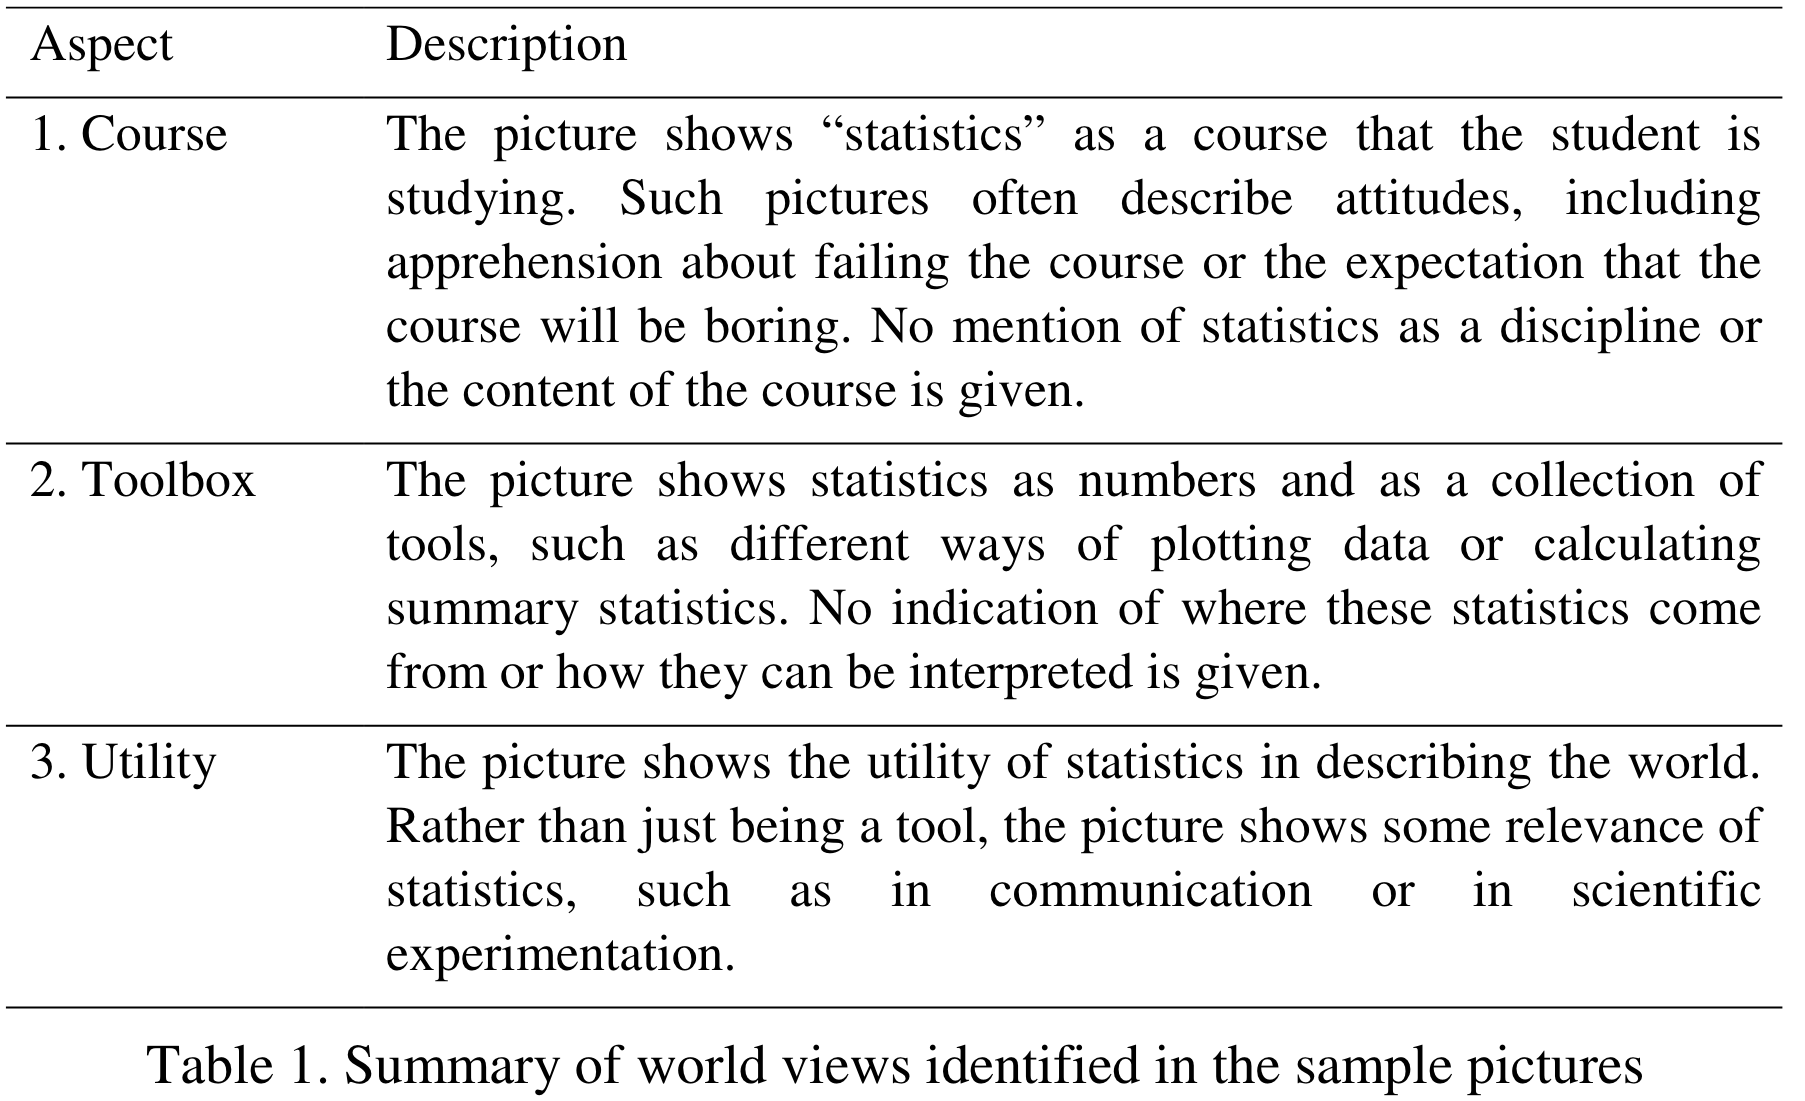 Aspect Description
1. Course The picture shows “statistics” as a course that the student is
studying. Such pictures often describe attitudes, including
apprehension about failing the course or the expectation that the
course will be boring. No mention of statistics as a discipline or
the content of the course is given.
2. Toolbox The picture shows statistics as numbers and as a collection of
tools, such as different ways of plotting data or calculating
summary statistics. No indication of where these statistics come
from or how they can be interpreted is given.
3. Utility The picture shows the utility of statistics in describing the world.
Rather than just being a tool, the picture shows some relevance of
statistics, such as in communication or in scientific
experimentation.
Table 1. Summary of world views identified in the sample pictures